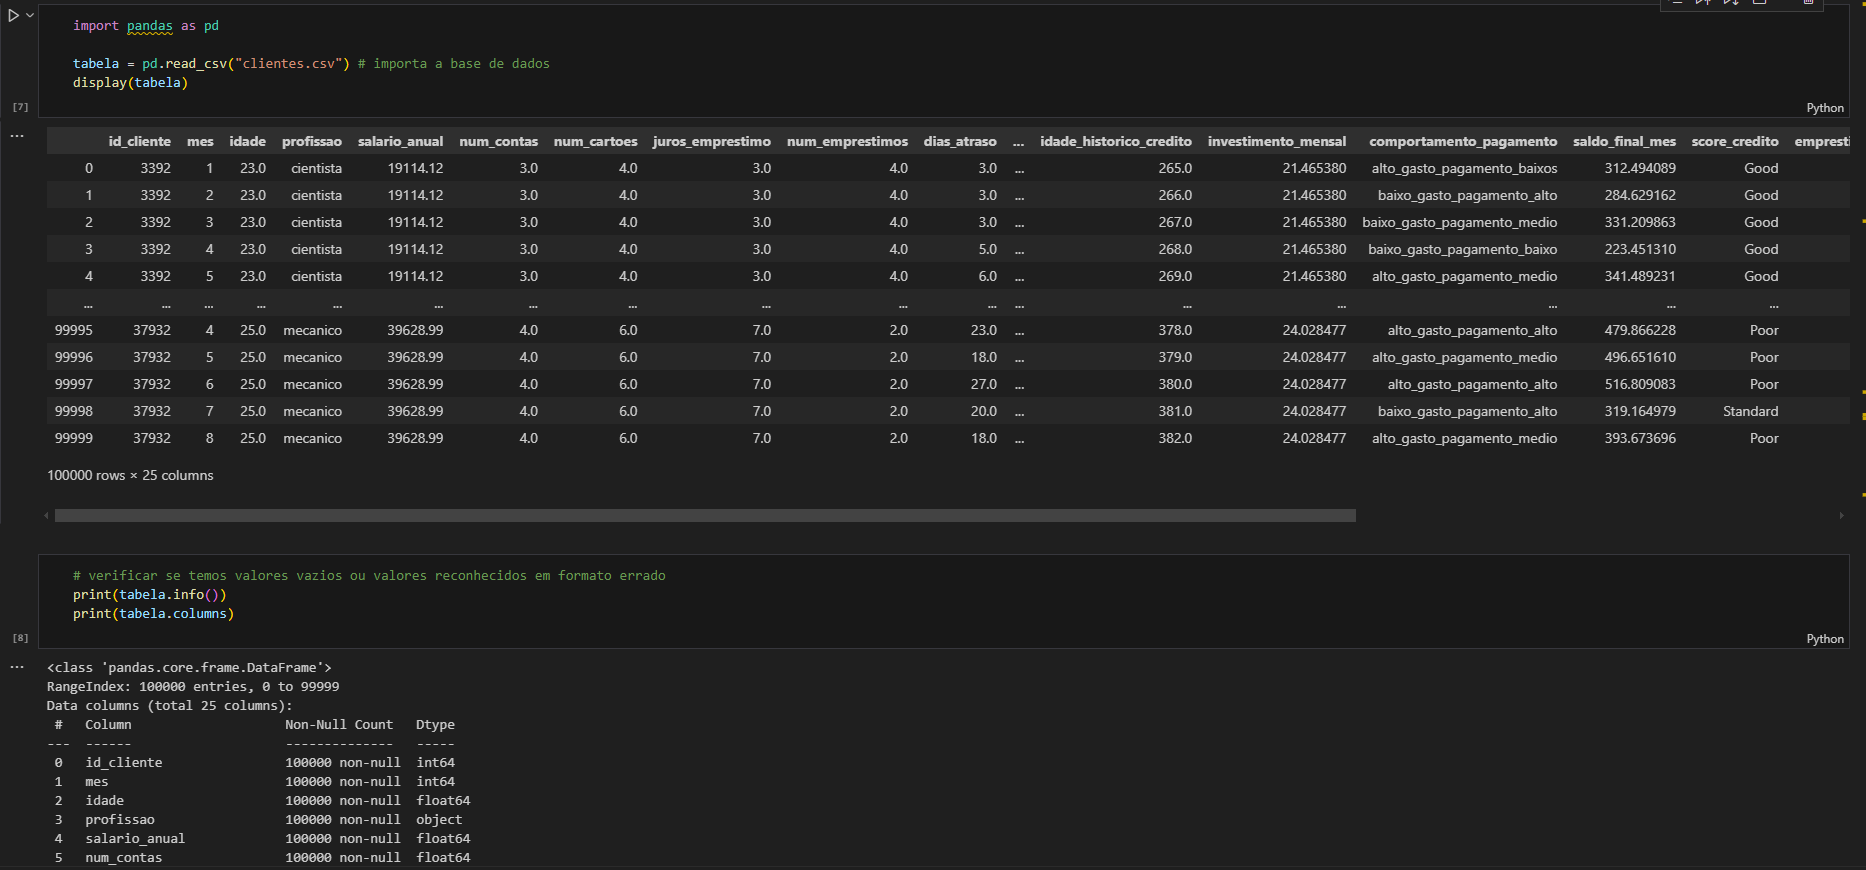 import pandas as pd
tabela = pd.read_csv("clientes.csv") # importa a base de dados
display(tabela)
[7]
Python
...
id_cliente mes idade profissao salario_anual num_contas num_cartoes juros_emprestimo num_emprestimos dias_atraso ... idade_historico_credito investimento_mensal comportamento_pagamento saldo_final_mes score_credito empresti
0 3392 1 23.0 cientista 19114.12 3.0 4.0 3.0 4.0 3.0 ... 265.0 21.465380 alto_gasto_pagamento_baixos 312.494089 Good
1 3392 2 23.0 cientista 19114.12 3.0 4.0 3.0 4.0 3.0 ... 266.0 21.465380 baixo_gasto_pagamento_alto 284.629162 Good
2 3392 3 23.0 cientista 19114.12 3.0 4.0 3.0 4.0 3.0 ... 267.0 21.465380 baixo_gasto_pagamento_medio 331.209863 Good
3 3392 4 23.0 cientista 19114.12 3.0 4.0 3.0 4.0 5.0 ... 268.0 21.465380 baixo_gasto_pagamento_baixo 223.451310 Good
4 3392 5 23.0 cientista 19114.12 3.0 4.0 3.0 4.0 6.0 ... 269.0 21.465380 alto_gasto_pagamento_medio 341.489231 Good
... ... ... ... ... ... ... ... ... ... ... ... ... ... ... ... ...
99995 37932 4 25.0 mecanico 39628.99 4.0 6.0 7.0 2.0 23.0 ... 378.0 24.028477 alto_gasto_pagamento_alto 479.866228 Poor
99996 37932 5 25.0 mecanico 39628.99 4.0 6.0 7.0 2.0 18.0 ... 379.0 24.028477 alto_gasto_pagamento_medio 496.651610 Poor
99997 37932 6 25.0 mecanico 39628.99 4.0 6.0 7.0 2.0 27.0 ... 380.0 24.028477 alto_gasto_pagamento_alto 516.809083 Poor
99998 37932 7 25.0 mecanico 39628.99 4.0 6.0 7.0 2.0 20.0 ... 381.0 24.028477 baixo_gasto_pagamento_alto 319.164979 Standard
99999 37932 8 25.0 mecanico 39628.99 4.0 6.0 7.0 2.0 18.0 ... 382.0 24.028477 alto_gasto_pagamento_medio 393.673696 Poor
100000 rows × 25 columns
# verificar se temos valores vazios ou valores reconhecidos em formato errado
print(tabela.info())
print(tabela.columns)
[8]
Python
...
<class 'pandas.core.frame.DataFrame'>
RangeIndex: 100000 entries, 0 to 99999
Data columns (total 25 columns):
# Column Non-Null Count Dtype
--- ------ -------------- -----
0 id_cliente 100000 non-null int64
1 mes 100000 non-null int64
2 idade 100000 non-null float64
3 profissao 100000 non-null object
4 salario_anual 100000 non-null float64
5 num_contas 100000 non-null float64